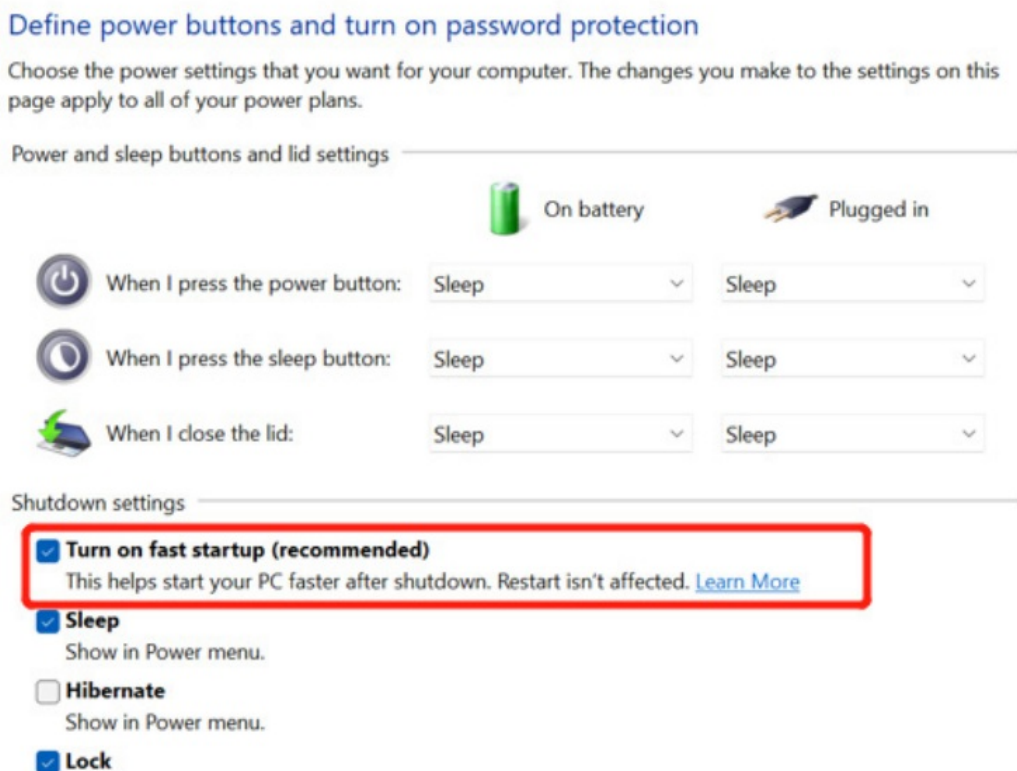 Define power buttons and turn on password protection
Choose the power settings that you want for your computer. The changes you make to the settings on this
page apply to all of your power plans.
Power and sleep buttons and lid settings
On battery Plugged in
When I press the power button: Sleep Sleep
When I press the sleep button: Sleep Sleep
When I close the lid: Sleep Sleep
Shutdown settings
Turn on fast startup (recommended)
This helps start your PC faster after shutdown. Restart isn't affected. Learn More
Sleep
Show in Power menu.
Hibernate
Show in Power menu.
Lock